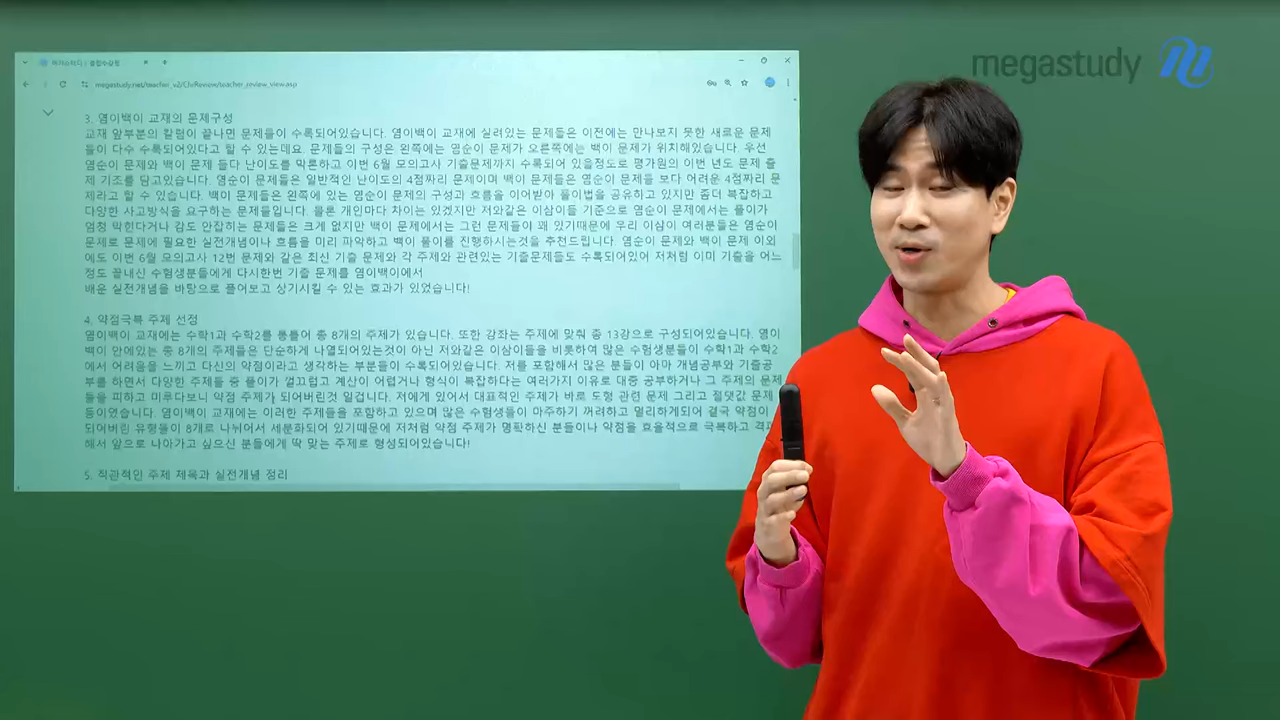 megastudy
megastudy.net/teacher_v2/ChrReview/teacher_review_view.asp
3. 염이백이 교재의 문제구성
교재 앞부분의 칼럼이 끝나면 문제들이 수록되어있습니다. 염이백이 교재에 실려있는 문제들은 이전에는 만나보지 못한 새로운 문제
들이 다수 수록되어있다고 할 수 있는데요. 문제들의 구성은 왼쪽에는 염순이 문제가 오른쪽에는 백이 문제가 위치해있습니다. 우선
염순이 문제와 백이 문제 들다 난이도를 막론하고 이번 6월 모의고사 기출문제까지 수록되어 있을정도로 평가원의 이번 년도 문제 출
제 기조를 담고있습니다. 염순이 문제들은 일반적인 난이도의 4점짜리 문제이며 백이 문제들은 염순이 문제들 보다 어려운 4점짜리 문
제라고 할 수 있습니다. 백이 문제들은 왼쪽에 있는 염순이 문제의 구성과 흐름을 이어받아 풀이법을 공유하고 있지만 좀더 복잡하고
다양한 사고방식을 요구하는 문제들입니다. 물론 개인마다 차이는 있겠지만 저와같은 이삼이들 기준으로 염순이 문제에서는 풀이가
엄청 막힌다거나 감도 안잡히는 문제들은 크게 없지만 백이 문제에서는 그런 문제들이 꽤 있기때문에 우리 이삼이 여러분들은 염순이
문제로 문제에 필요한 실전개념이나 흐름을 미리 파악하고 백이 풀이를 진행하시는것을 추천드립니다. 염순이 문제와 백이 문제 이외
에도 이번 6월 모의고사 12번 문제와 같은 최신 기출 문제와 각 주제와 관련있는 기출문제들도 수록되어있어 저처럼 이미 기출을 어느
정도 끝내신 수험생분들에게 다시한번 기출 문제를 염이백이에서
배운 실전개념을 바탕으로 풀어보고 상기시킬 수 있는 효과가 있었습니다!
4. 약점극복 주제 선정
염이백이 교재에는 수학1과 수학2를 통틀어 총 8개의 주제가 있습니다. 또한 강좌는 주제에 맞춰 총 13강으로 구성되어있습니다. 염이
백이 안에있는 총 8개의 주제들은 단순하게 나열되어있는것이 아닌 저와같은 이삼이들을 비롯하여 많은 수험생분들이 수학1과 수학2
에서 어려움을 느끼고 다신의 약점이라고 생각하는 부분들이 수록되어있습니다. 저를 포함해서 많은 분들이 아마 개념공부와 기출공
부를 하면서 다양한 주제들 중 풀이가 껄끄럽고 계산이 어렵거나 형식이 복잡하다는 여러가지 이유로 대충 공부하거나 그 주제의 문제
들을 피하고 미루다보니 약점 주제가 되어버린것 일겁니다. 저에게 있어서 대표적인 주제가 바로 도형 관련 문제 그리고 절댓값 문제
등이었습니다. 염이백이 교재에는 이러한 주제들을 포함하고 있으며 많은 수험생들이 마주하기 꺼려하고 멀리하게되어 결국 약점이
되어버린 유형들이 8개로 나뉘어서 세분화되어 있기때문에 저처럼 약점 주제가 명확하신 분들이나 약점을 효율적으로 극복하고
해서 앞으로 나아가고 싶으신 분들에게 딱 맞는 주제로 형성되어있습니다!
5. 직관적인 주제 제목과 실전개념 정리